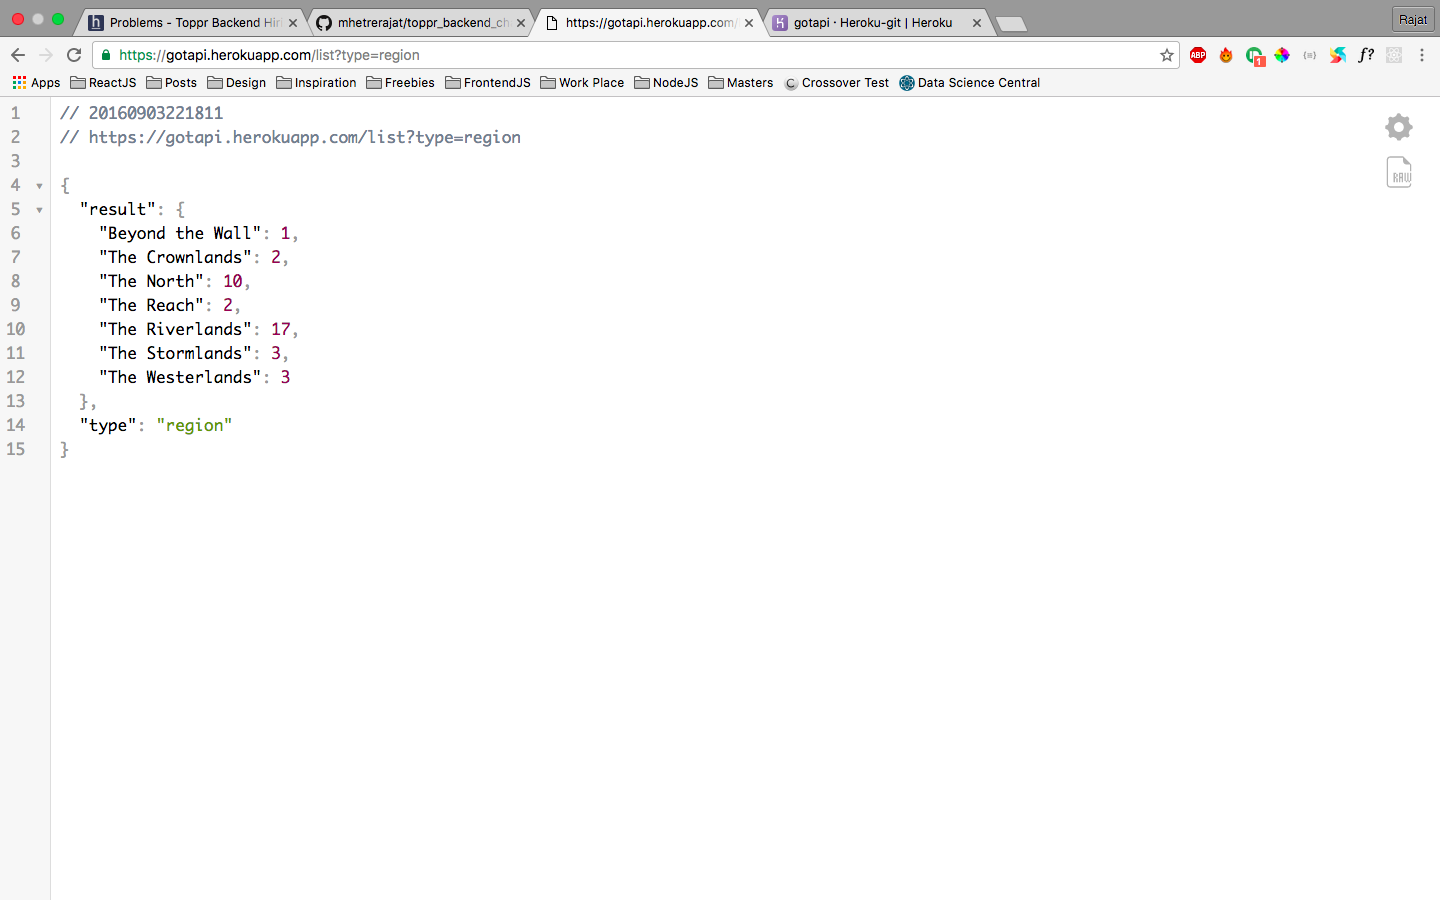 Problems - Toppr Backend Hiri
mhetrerajat/toppr_backend_ch
https://gotapi.herokuapp.com/
gotapi · Heroku-git | Heroku
Rajat
https://gotapi.herokuapp.com/list?type=region
ABP
1
{≡}
f?
Apps ReactJS Posts Design Inspiration Freebies FrontendJS Work Place NodeJS Masters Crossover Test Data Science Central
1 // 20160903221811
2 // https://gotapi.herokuapp.com/list?type=region
3
4 {
5 "result": {
6 "Beyond the Wall": 1,
7 "The Crownlands": 2,
8 "The North": 10,
9 "The Reach": 2,
10 "The Riverlands": 17,
11 "The Stormlands": 3,
12 "The Westerlands": 3
13 },
14 "type": "region"
15 }
RAW